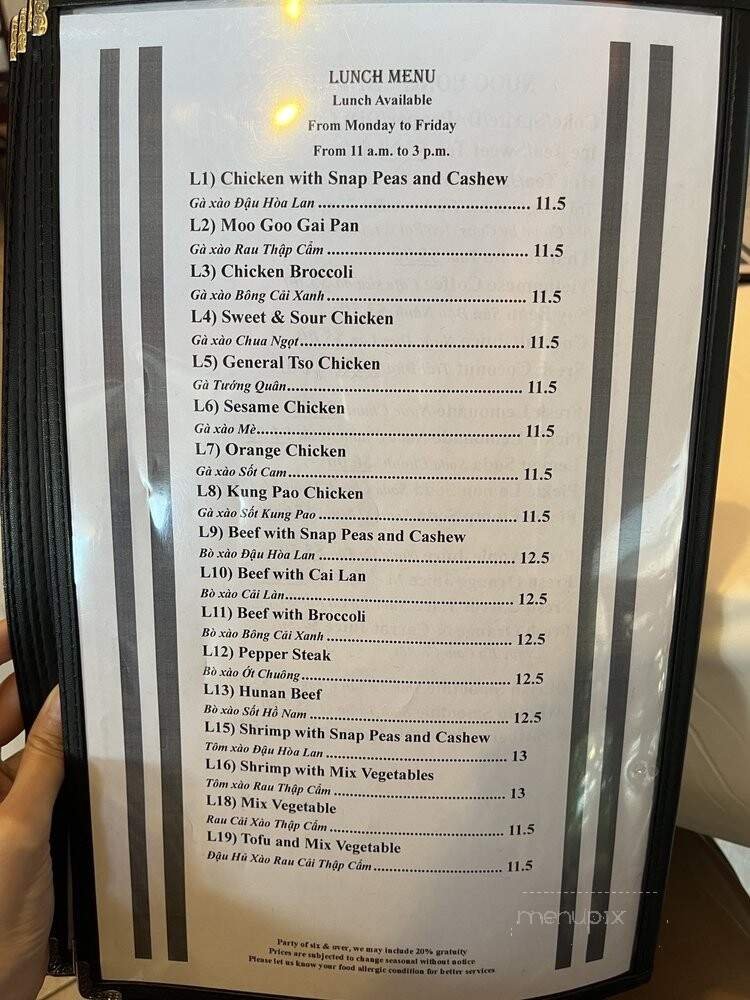 LUNCH MENU
Lunch Available
From Monday to Friday
From 11 a.m. to 3 p.m.
L1) Chicken with Snap Peas and Cashew
Gà xào Đậu Hòa Lan ........................................ 11.5
L2) Moo Goo Gai Pan
Gà xào Rau Thập Cẩm ...................................... 11.5
L3) Chicken Broccoli
Gà xào Bông Cải Xanh ..................................... 11.5
L4) Sweet & Sour Chicken
Gà xào Chua Ngọt.......................................... 11.5
L5) General Tso Chicken
Gà Tướng Quân............................................. 11.5
L6) Sesame Chicken
Gà xào Mè................................................. 11.5
L7) Orange Chicken
Gà xào Sốt Cam............................................ 11.5
L8) Kung Pao Chicken
Gà xào Sốt Kung Pao ...................................... 11.5
L9) Beef with Snap Peas and Cashew
Bò xào Đậu Hòa Lan ....................................... 12.5
L10) Beef with Cai Lan
Bò xào Cải Làn............................................ 12.5
L11) Beef with Broccoli
Bò xào Bông Cải Xanh ..................................... 12.5
L12) Pepper Steak
Bò xào Ớt Chuông.......................................... 12.5
L13) Hunan Beef
Bò xào Sốt Hồ Nam ........................................ 12.5
L15) Shrimp with Snap Peas and Cashew
Tôm xào Đậu Hòa Lan ...................................... 13
L16) Shrimp with Mix Vegetables
Tôm xào Rau Thập Cẩm ..................................... 13
L18) Mix Vegetable
Rau Cải Xào Thập Cẩm ..................................... 11.5
L19) Tofu and Mix Vegetable
Đậu Hủ Xào Rau Cải Thập Cẩm............................... 11.5
Party of six & over, we may include 20% gratuity
Prices are subjected to change seasonal without notice
Please let us know your food allergic condition for better services
menupix